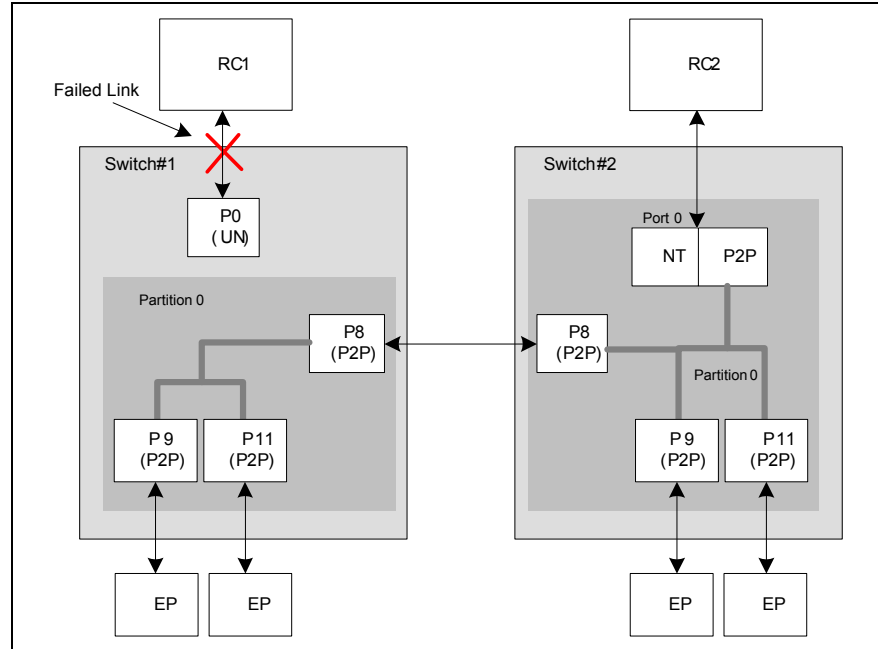 RC1
RC2
Failed Link
Switch#1
Switch#2
P0
( UN)
Port 0
NT
P2P
Partition 0
P8
(P2P)
P8
(P2P)
Partition 0
P 9
(P2P)
P11
(P2P)
P 9
(P2P)
P11
(P2P)
EP
EP
EP
EP